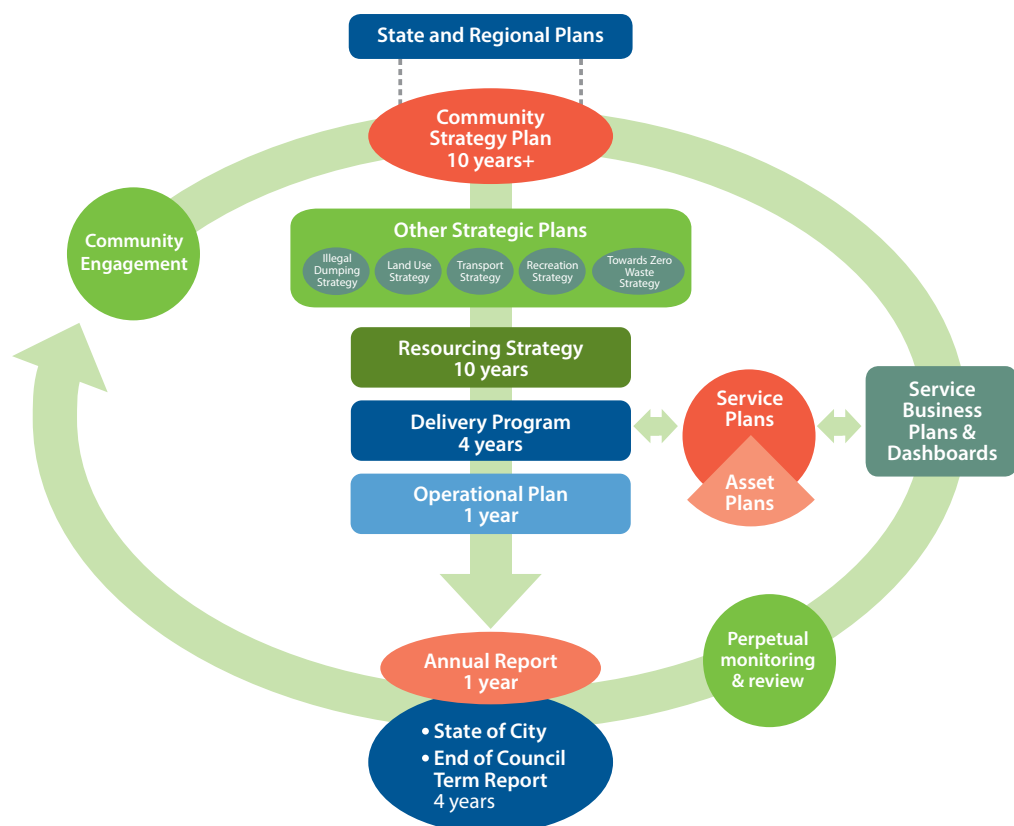 State and Regional Plans
Community
Strategy Plan
10 years+
Community
Engagement
Other Strategic Plans
Illegal
Dumping
Strategy
Land Use
Strategy
Transport
Strategy
Recreation
Strategy
Towards Zero
Waste
Strategy
Resourcing Strategy
10 years
Delivery Program
4 years
Operational Plan
1 year
Service
Plans
Asset
Plans
Service
Business
Plans &
Dashboards
Perpetual
monitoring
& review
Annual Report
1 year
• State of City
• End of Council
Term Report
4 years